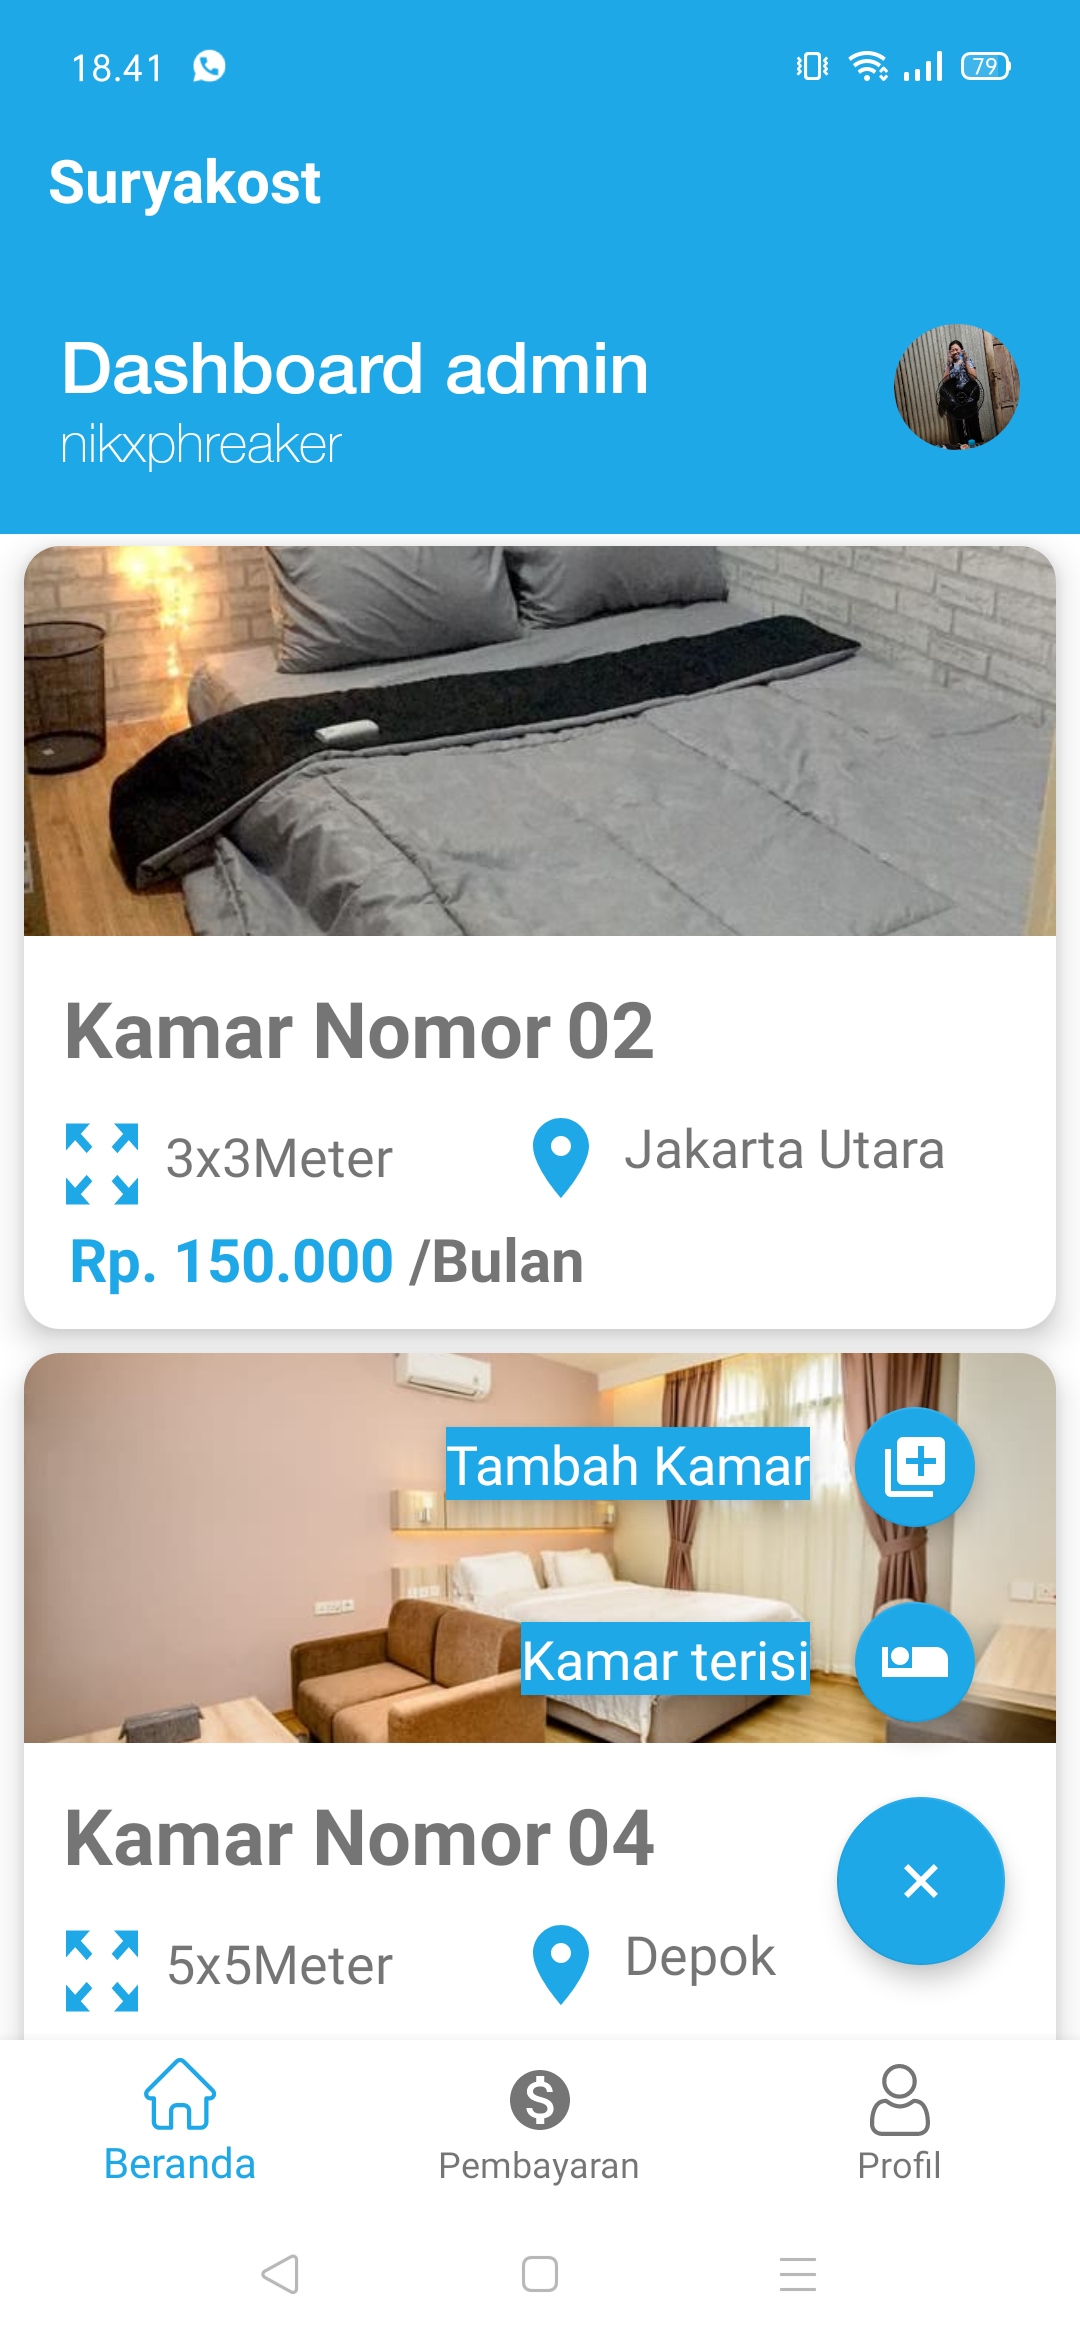 18.41
79
Suryakost
Dashboard admin
nikxphreaker
Kamar Nomor 02
3x3Meter
Jakarta Utara
Rp. 150.000 /Bulan
Tambah Kamar
Kamar terisi
Kamar Nomor 04
5x5Meter
Depok
Beranda
Pembayaran
Profil